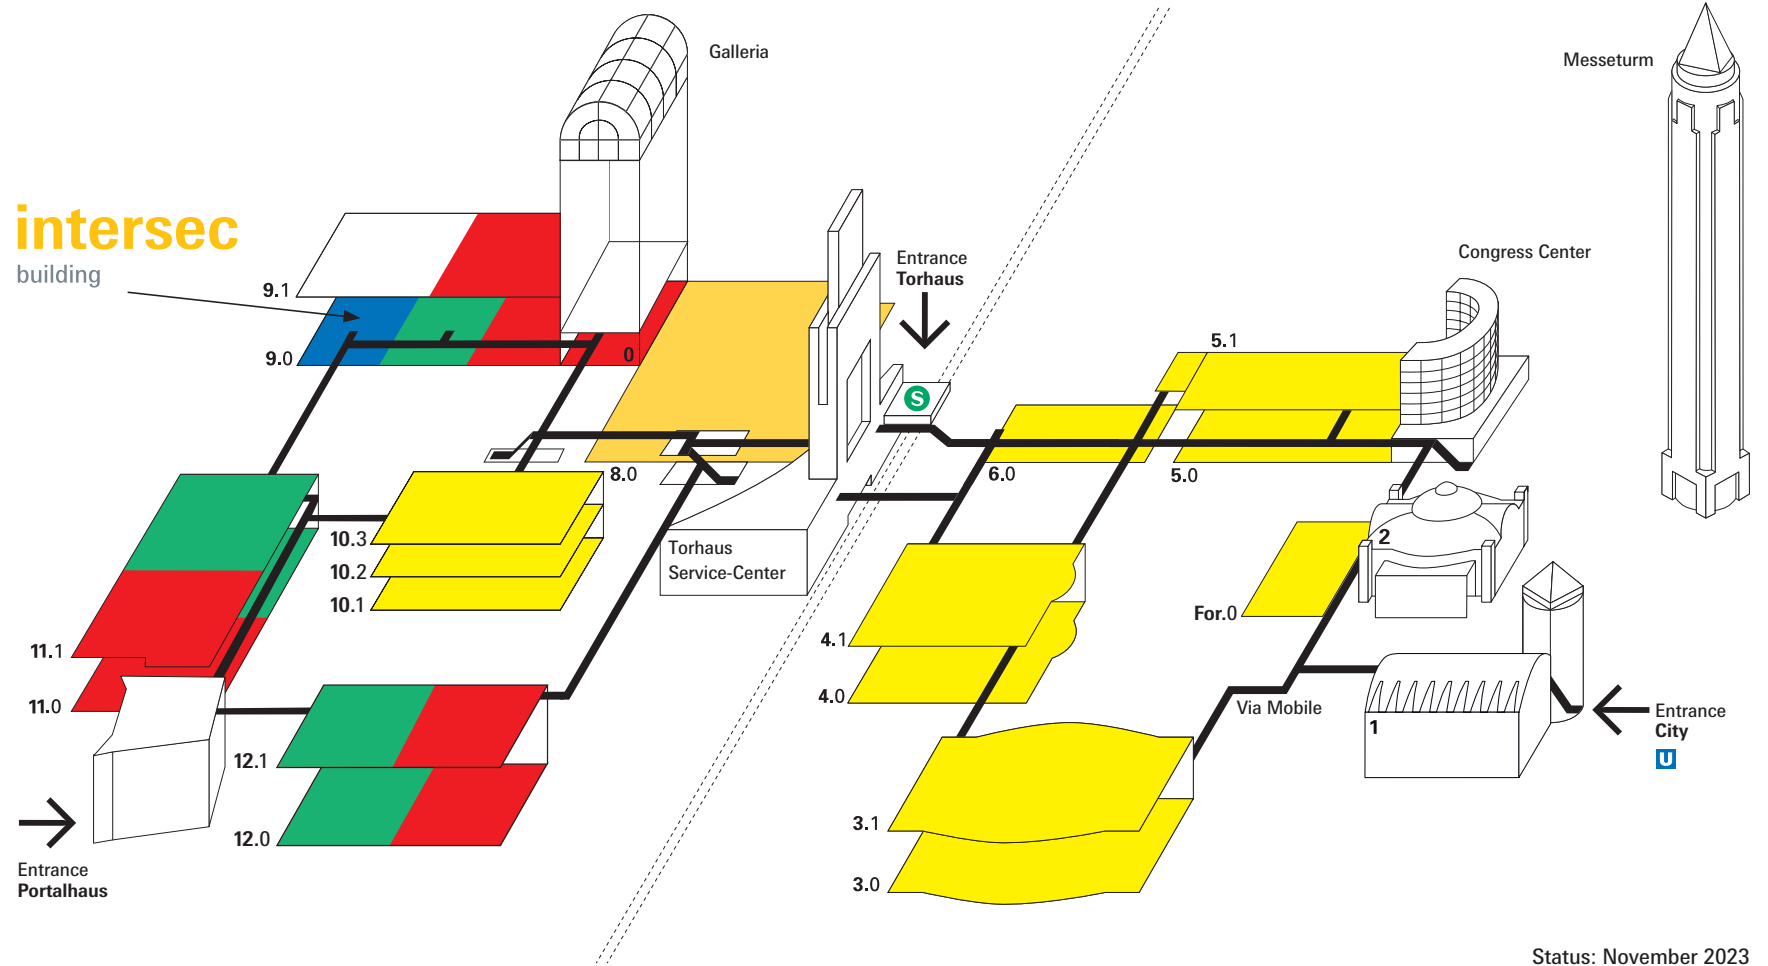 Galleria
Messeturm
intersec
building
Entrance
Torhaus
Congress Center
9.1
9.0
0
S
5.1
8.0
6.0
5.0
10.3
10.2
10.1
Torhaus
Service-Center
2
For.0
11.1
11.0
4.1
4.0
Via Mobile
1
Entrance
City
U
12.1
12.0
3.1
3.0
Entrance
Portalhaus
Status: November 2023